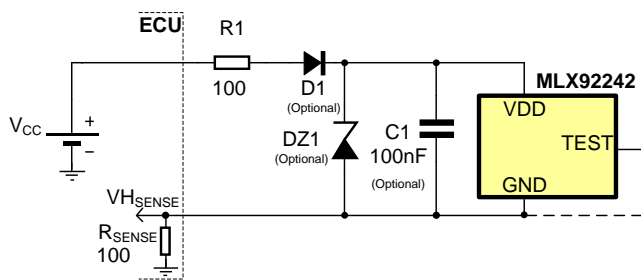 ECU
R1
100
D1
(Optional)
MLX92242
VDD
TEST
GND
VCC
+
−
DZ1
(Optional)
C1
100nF
(Optional)
VHSENSE
RSENSE
100